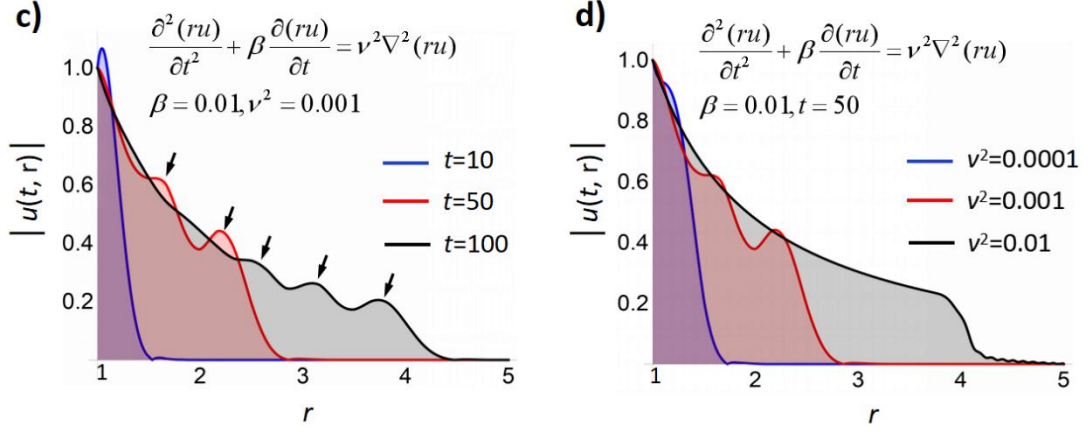 c)
∂²(ru)/∂t² + β ∂(ru)/∂t = ν²∇²(ru)
β = 0.01, ν² = 0.001
1.0
0.8
0.6
0.4
0.2
|u(t, r)|
t=10
t=50
t=100
1 2 3 4 5
r
d)
∂²(ru)/∂t² + β ∂(ru)/∂t = ν²∇²(ru)
β = 0.01, t = 50
1.0
0.8
0.6
0.4
0.2
|u(t, r)|
v²=0.0001
v²=0.001
v²=0.01
1 2 3 4 5
r